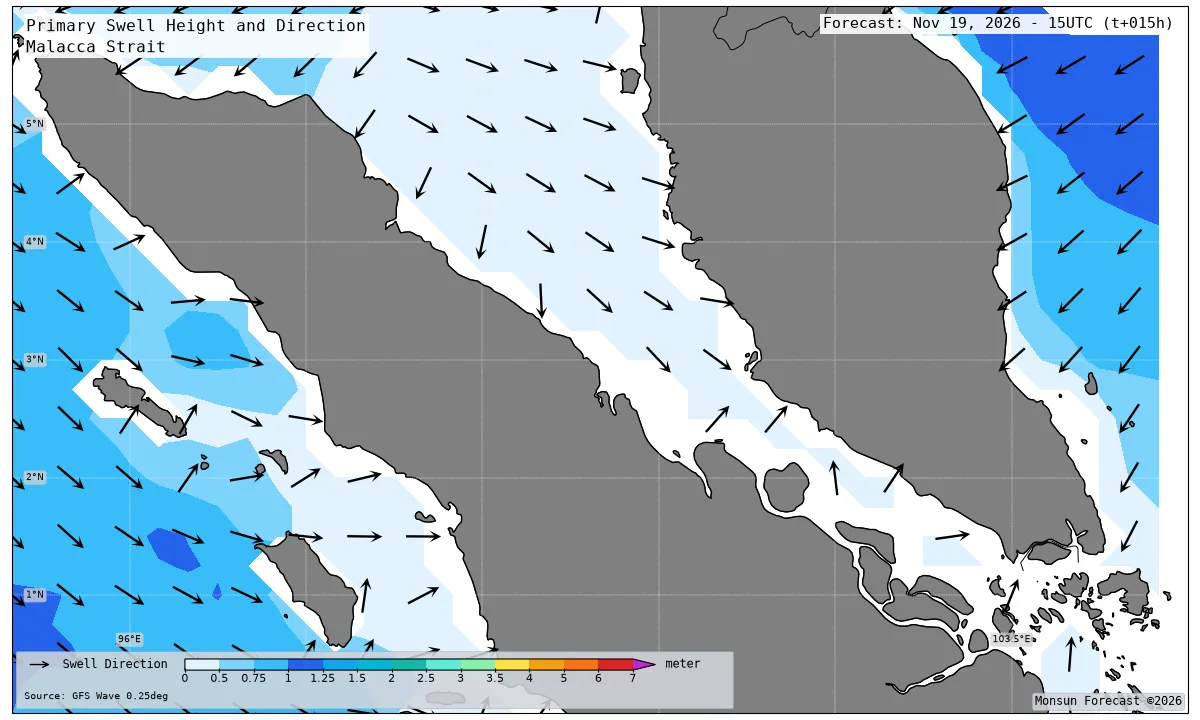 Primary Swell Height and Direction
Malacca Strait
Forecast: Nov 19, 2026 - 15UTC (t+015h)
5°N
4°N
3°N
2°N
1°N
96°E
103.5°E
Swell Direction
meter
0 0.5 0.75 1 1.25 1.5 2 2.5 3 3.5 4 5 6 7
Source: GFS Wave 0.25deg
Monsun Forecast ©2026